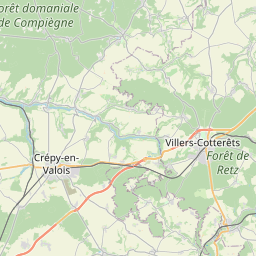 Forêt domaniale
de Compiègne
Villers-Cotterêts
Crépy-en-
Valois
Forêt de
Retz